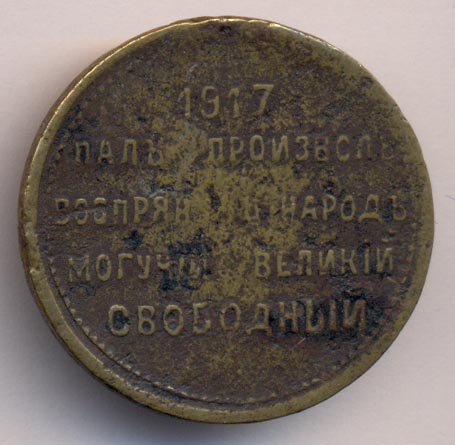 1917
ПАЛЪ ПРОИЗВОЛЪ
ВОСПРЯНУЛЪ НАРОДЪ
МОГУЧІЙ ВЕЛИКІЙ
СВОБОДНЫЙ